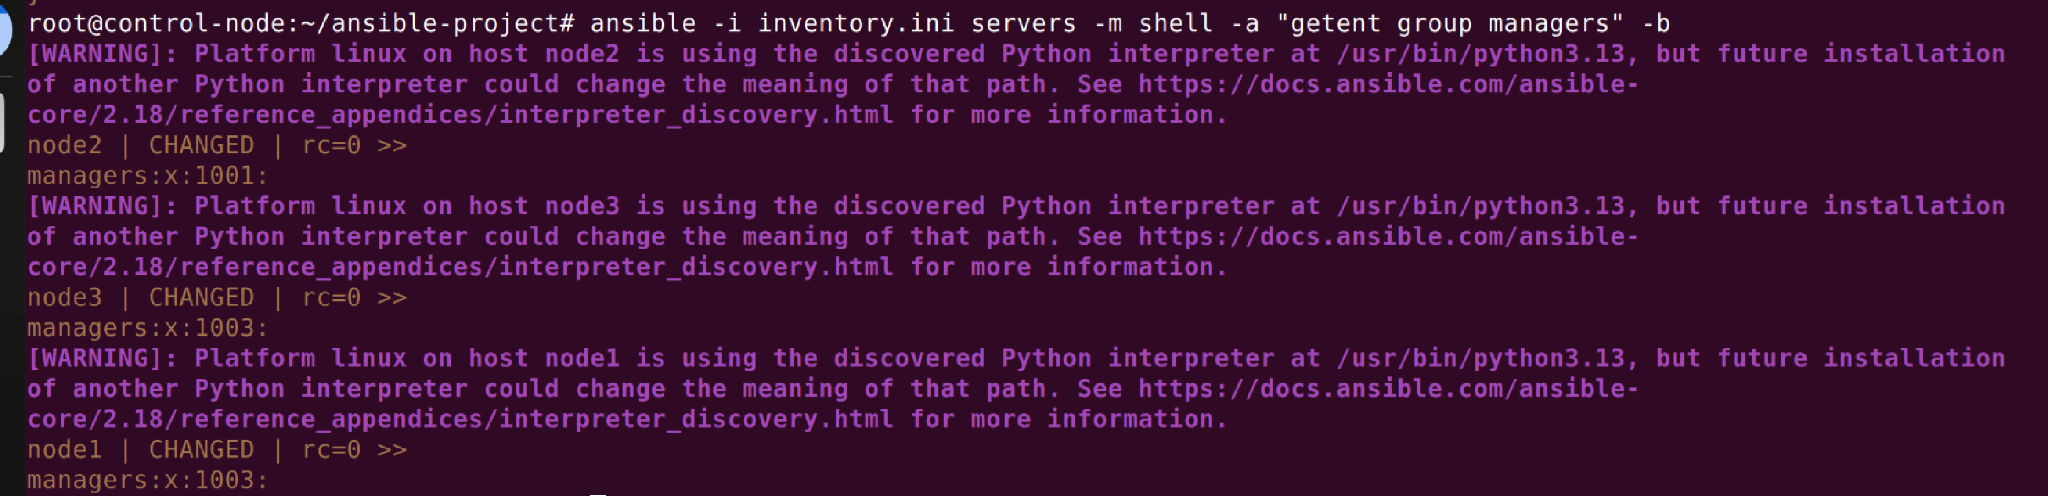 root@control-node:~/ansible-project# ansible -i inventory.ini servers -m shell -a "getent group managers" -b
[WARNING]: Platform linux on host node2 is using the discovered Python interpreter at /usr/bin/python3.13, but future installation
of another Python interpreter could change the meaning of that path. See https://docs.ansible.com/ansible-
core/2.18/reference_appendices/interpreter_discovery.html for more information.
node2 | CHANGED | rc=0 >>
managers:x:1001:
[WARNING]: Platform linux on host node3 is using the discovered Python interpreter at /usr/bin/python3.13, but future installation
of another Python interpreter could change the meaning of that path. See https://docs.ansible.com/ansible-
core/2.18/reference_appendices/interpreter_discovery.html for more information.
node3 | CHANGED | rc=0 >>
managers:x:1003:
[WARNING]: Platform linux on host node1 is using the discovered Python interpreter at /usr/bin/python3.13, but future installation
of another Python interpreter could change the meaning of that path. See https://docs.ansible.com/ansible-
core/2.18/reference_appendices/interpreter_discovery.html for more information.
node1 | CHANGED | rc=0 >>
managers:x:1003: